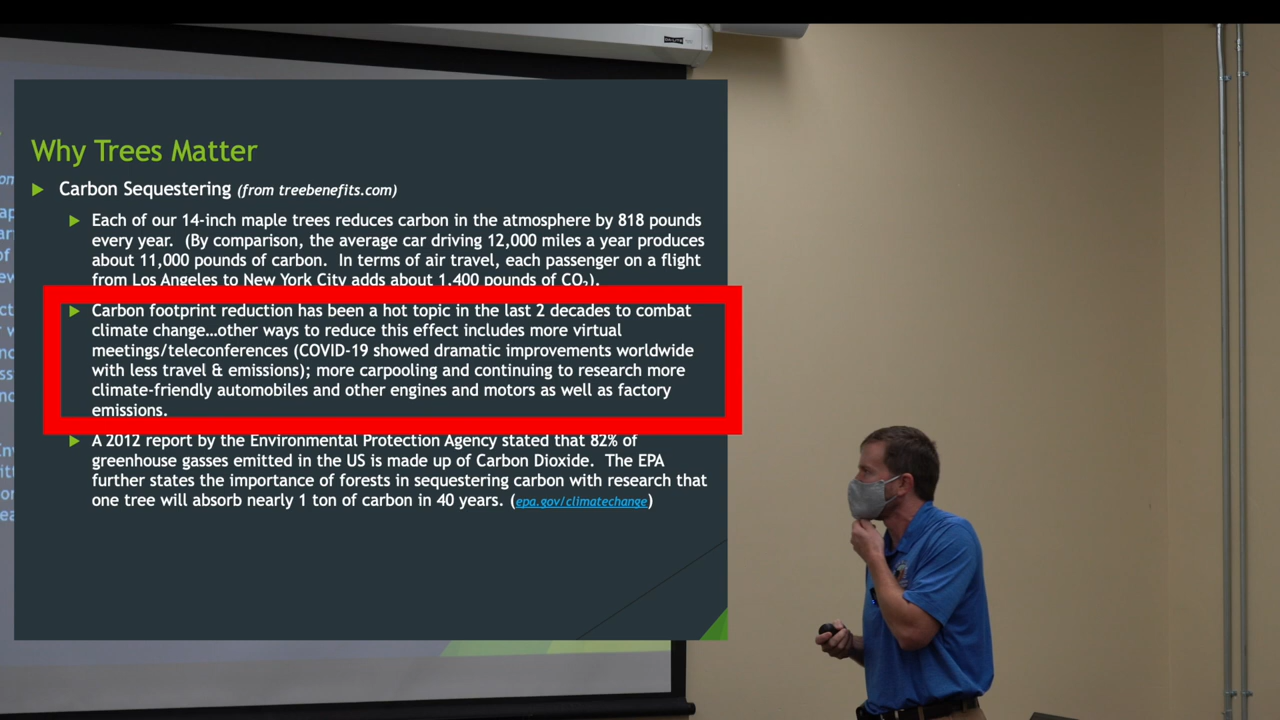 Why Trees Matter
Carbon Sequestering (from treebenefits.com)
Each of our 14-inch maple trees reduces carbon in the atmosphere by 818 pounds
every year. (By comparison, the average car driving 12,000 miles a year produces
about 11,000 pounds of carbon. In terms of air travel, each passenger on a flight
from Los Angeles to New York City adds about 1,400 pounds of CO₂).
Carbon footprint reduction has been a hot topic in the last 2 decades to combat
climate change…other ways to reduce this effect includes more virtual
meetings/teleconferences (COVID-19 showed dramatic improvements worldwide
with less travel & emissions); more carpooling and continuing to research more
climate-friendly automobiles and other engines and motors as well as factory
emissions.
A 2012 report by the Environmental Protection Agency stated that 82% of
greenhouse gasses emitted in the US is made up of Carbon Dioxide. The EPA
further states the importance of forests in sequestering carbon with research that
one tree will absorb nearly 1 ton of carbon in 40 years. (epa.gov/climatechange)